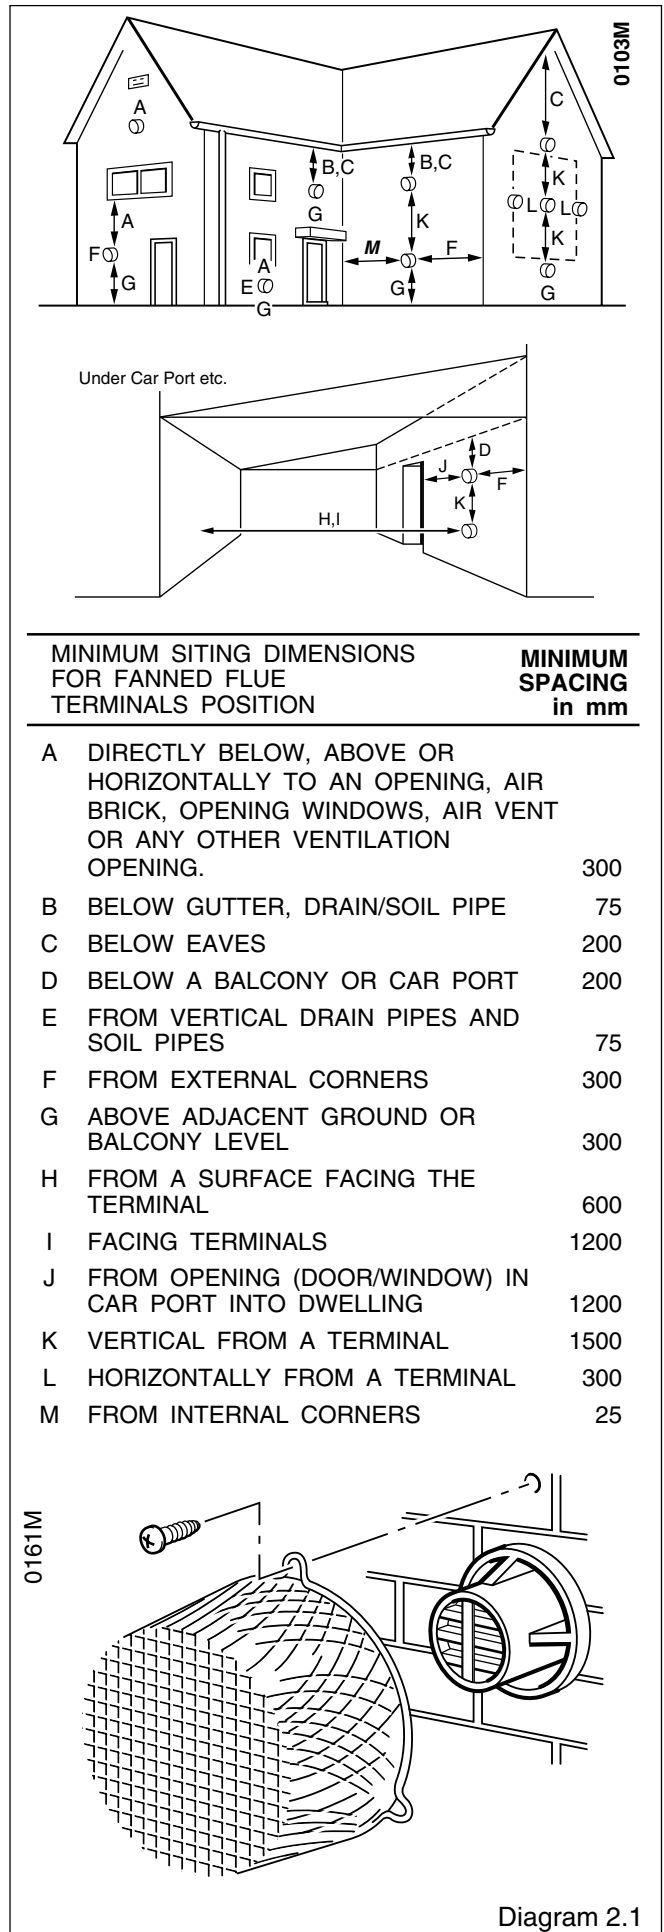 0103M
A
C
B,C
B,C
K
A
G
L
L
F
K
M
F
K
G
A
E
G
G
G
Under Car Port etc.
D
J
F
K
H,I
MINIMUM SITING DIMENSIONS
FOR FANNED FLUE
TERMINALS POSITION
MINIMUM
SPACING
in mm
A DIRECTLY BELOW, ABOVE OR
HORIZONTALLY TO AN OPENING, AIR
BRICK, OPENING WINDOWS, AIR VENT
OR ANY OTHER VENTILATION
OPENING. 300
B BELOW GUTTER, DRAIN/SOIL PIPE 75
C BELOW EAVES 200
D BELOW A BALCONY OR CAR PORT 200
E FROM VERTICAL DRAIN PIPES AND
SOIL PIPES 75
F FROM EXTERNAL CORNERS 300
G ABOVE ADJACENT GROUND OR
BALCONY LEVEL 300
H FROM A SURFACE FACING THE
TERMINAL 600
I FACING TERMINALS 1200
J FROM OPENING (DOOR/WINDOW) IN
CAR PORT INTO DWELLING 1200
K VERTICAL FROM A TERMINAL 1500
L HORIZONTALLY FROM A TERMINAL 300
M FROM INTERNAL CORNERS 25
0161M
Diagram 2.1